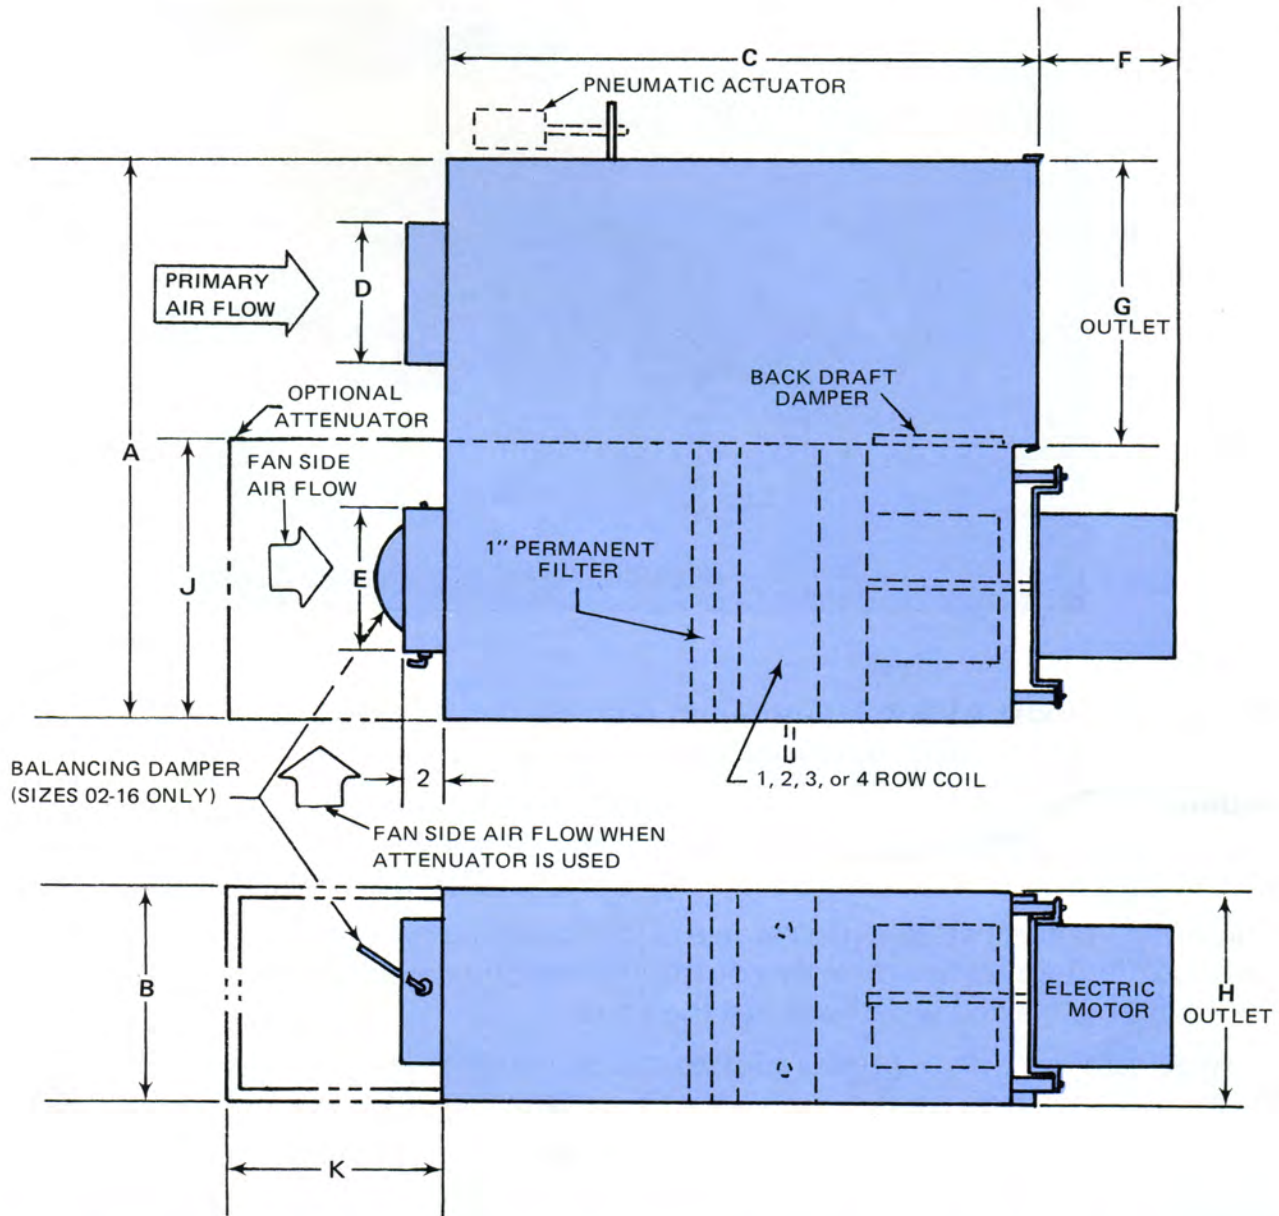 C
F
PNEUMATIC ACTUATOR
PRIMARY
AIR FLOW
D
G
OUTLET
BACK DRAFT
DAMPER
OPTIONAL
ATTENUATOR
A
FAN SIDE
AIR FLOW
J
E
1" PERMANENT
FILTER
BALANCING DAMPER
(SIZES 02-16 ONLY)
2
1, 2, 3, or 4 ROW COIL
FAN SIDE AIR FLOW WHEN
ATTENUATOR IS USED
B
ELECTRIC
MOTOR
H
OUTLET
K